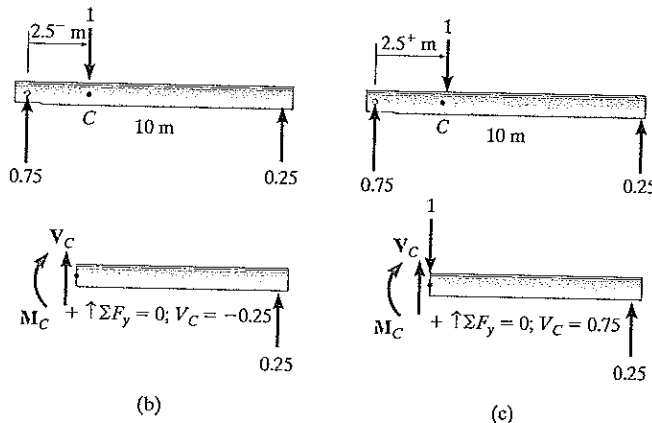 1
2.5⁻ m
C
10 m
0.75
0.25
V_C
M_C
+ ↑ΣF_y = 0; V_C = −0.25
0.25
(b)
1
2.5⁺ m
C
10 m
0.75
0.25
1
V_C
M_C
+ ↑ΣF_y = 0; V_C = 0.75
0.25
(c)